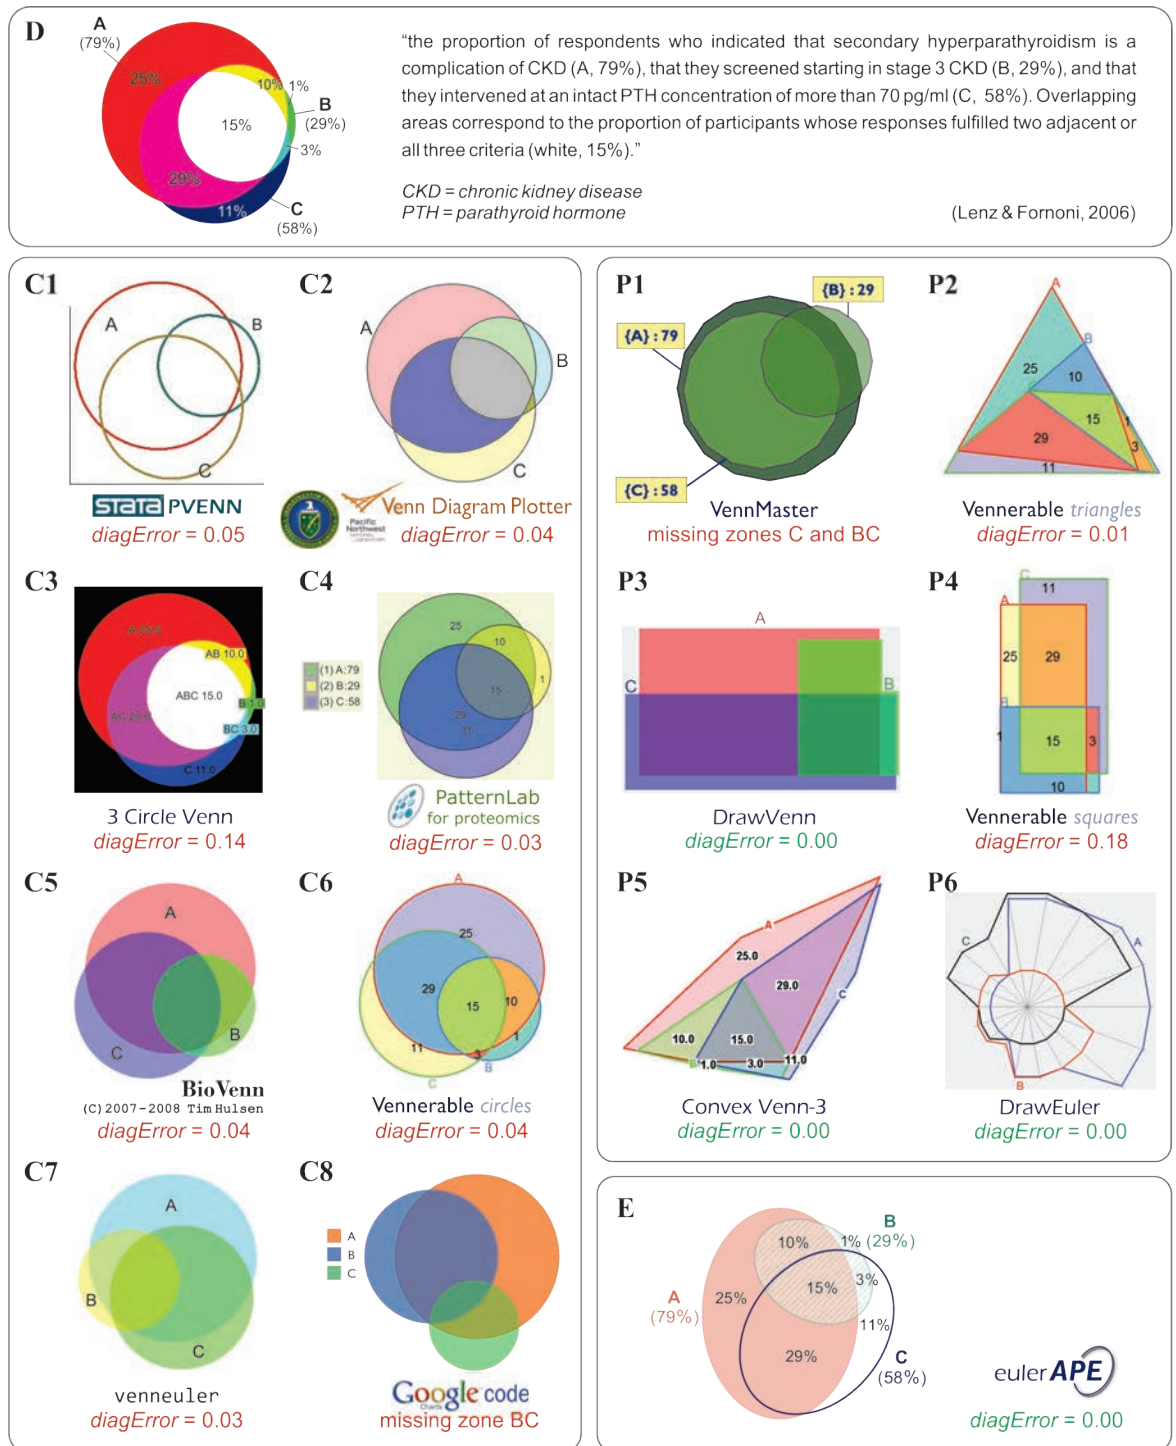 D
A
(79%)
25%
10%
1%
B
(29%)
15%
3%
29%
11%
C
(58%)
“the proportion of respondents who indicated that secondary hyperparathyroidism is a
complication of CKD (A, 79%), that they screened starting in stage 3 CKD (B, 29%), and that
they intervened at an intact PTH concentration of more than 70 pg/ml (C, 58%). Overlapping
areas correspond to the proportion of participants whose responses fulfilled two adjacent or
all three criteria (white, 15%).”
CKD = chronic kidney disease
PTH = parathyroid hormone
(Lenz & Fornoni, 2006)
C1
A
B
C
STATA PVENN
diagError = 0.05
C2
A
B
C
Pacific
Northwest
Venn Diagram Plotter
diagError = 0.04
C3
AB 10.0
ABC 15.0
B 1.0
AC 29.0
BC 3.0
C 11.0
3 Circle Venn
diagError = 0.14
C4
25
10
(1) A:79
(2) B:29
(3) C:58
1
15
29
11
PatternLab
for proteomics
diagError = 0.03
C5
A
B
C
BioVenn
(C) 2007-2008 Tim Hulsen
diagError = 0.04
C6
A
25
29
15
10
1
11
3
B
C
Vennerable circles
diagError = 0.04
C7
A
B
C
venneuler
diagError = 0.03
C8
A
B
C
Google code
Charts
missing zone BC
P1
{B} : 29
{A} : 79
{C} : 58
VennMaster
missing zones C and BC
P2
A
B
25
10
C
15
1
29
3
11
Vennerable triangles
diagError = 0.01
P3
A
C
B
DrawVenn
diagError = 0.00
P4
C
11
A
25
29
B
1
15
3
10
Vennerable squares
diagError = 0.18
P5
A
25.0
29.0
C
10.0
15.0
B
1.0
3.0
11.0
Convex Venn-3
diagError = 0.00
P6
C
A
B
DrawEuler
diagError = 0.00
E
B
(29%)
10%
1%
3%
15%
A
(79%)
25%
11%
29%
C
(58%)
euler APE
diagError = 0.00